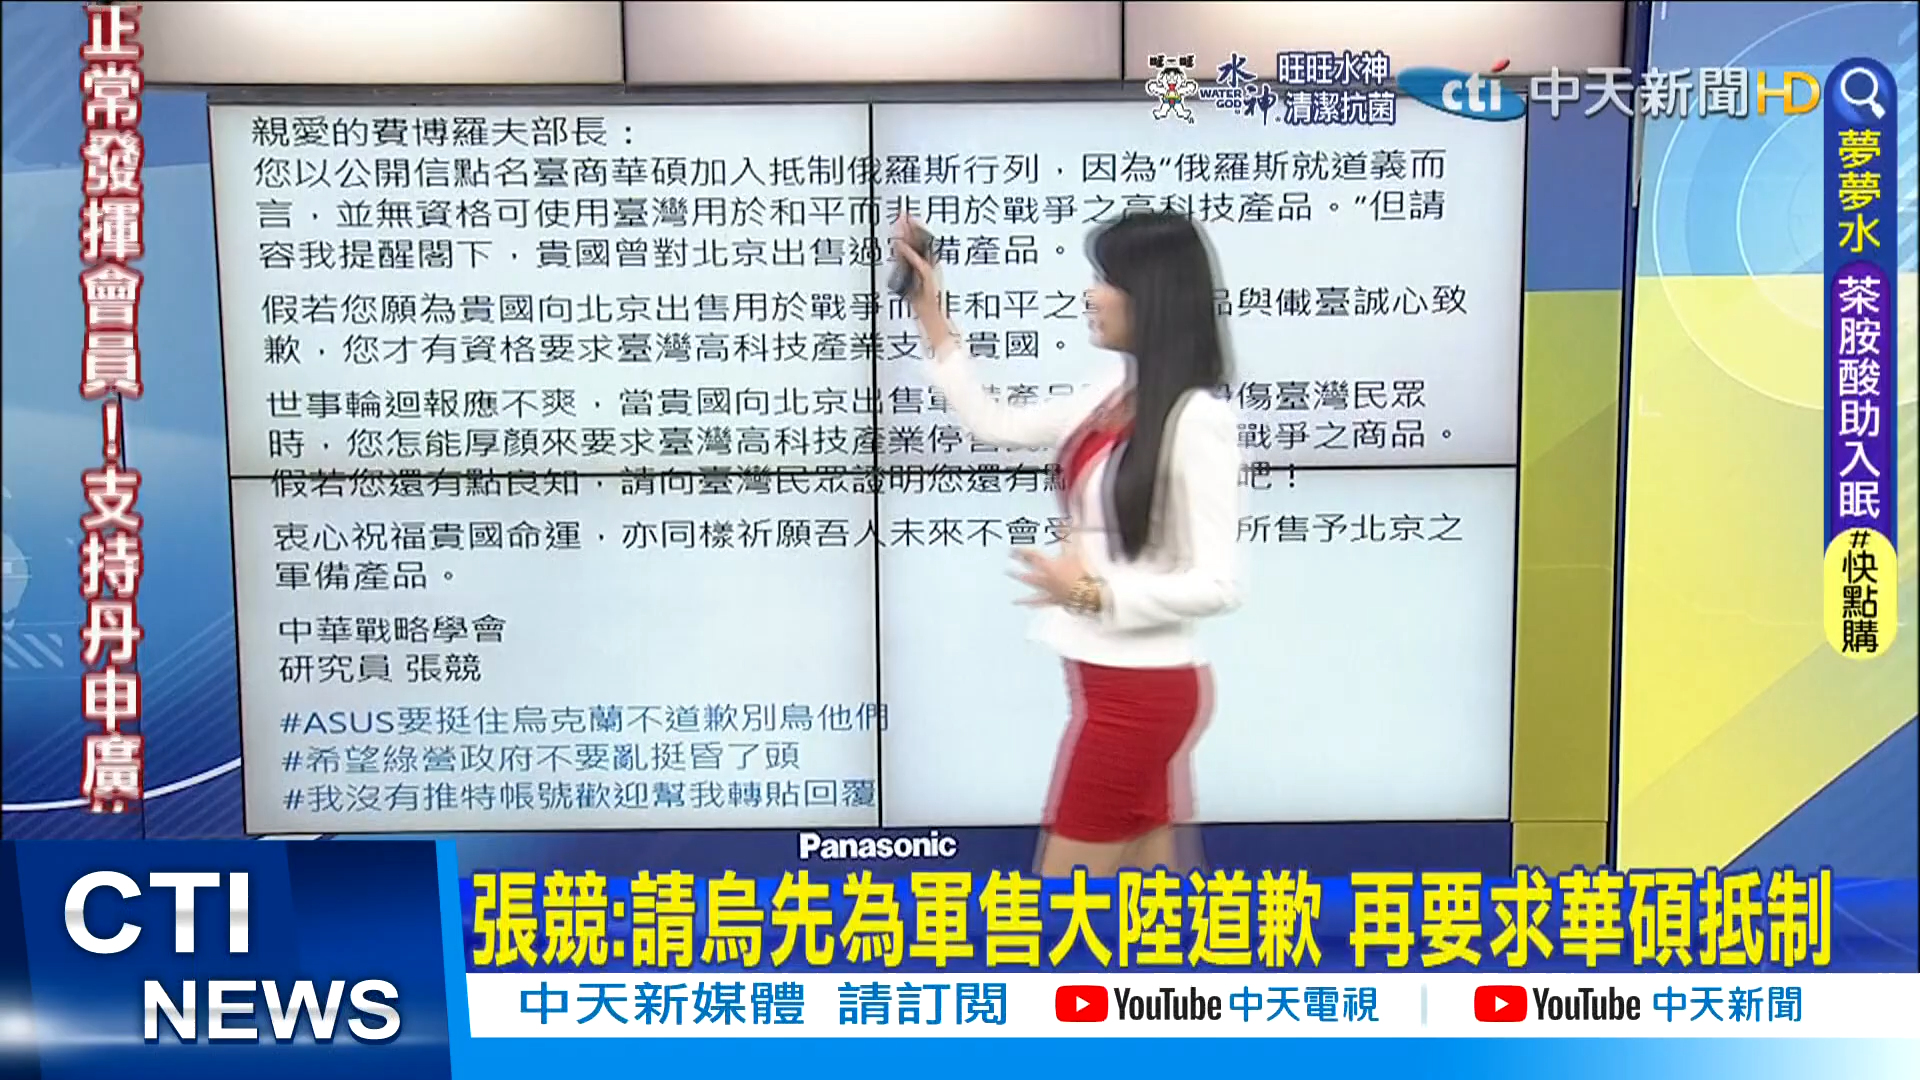 正常發揮會員！支持丹申廣
旺旺水神
清潔抗菌
水神
WATER GOD
cti 中天新聞HD
夢夢水
茶胺酸助入眠
#快點購
親愛的費博羅夫部長：
您以公開信點名臺商華碩加入抵制俄羅斯行列，因為“俄羅斯就道義而
言，並無資格可使用臺灣用於和平而非用於戰爭之高科技產品。”但請
容我提醒閣下，貴國曾對北京出售過軍備產品。
假若您願為貴國向北京出售用於戰爭而非和平之 品與儎臺誠心致
歉，您才有資格要求臺灣高科技產業支 貴國。
世事輪迴報應不爽，當貴國向北京出售軍 產品 傷臺灣民眾
時，您怎能厚顏來要求臺灣高科技產業停 戰爭之商品。
假若您還有點良知，請向臺灣民眾證明您還有點 吧！
衷心祝福貴國命運，亦同樣祈願吾人未來不會受 所售予北京之
軍備產品。
中華戰略學會
研究員 張競
#ASUS要挺住烏克蘭不道歉別鳥他們
#希望綠營政府不要亂挺昏了頭
#我沒有推特帳號歡迎幫我轉貼回覆
Panasonic
CTI
NEWS
張競:請烏先為軍售大陸道歉 再要求華碩抵制
中天新媒體 請訂閱 YouTube 中天電視 YouTube 中天新聞